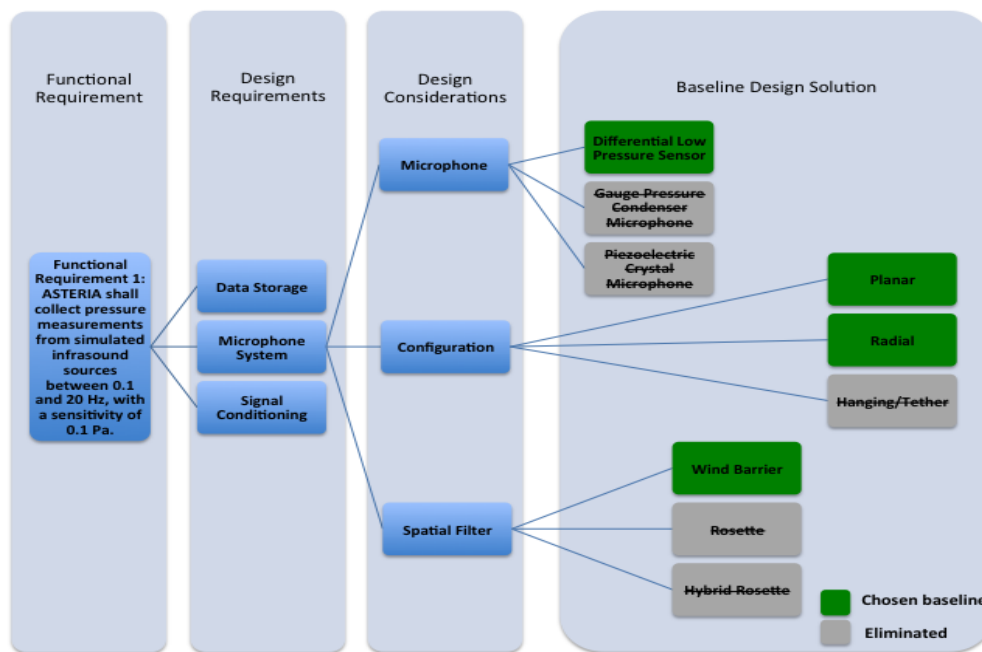 Functional
Requirement
Design
Requirements
Design
Considerations
Baseline Design Solution
Functional
Requirement 1:
ASTERIA shall
collect pressure
measurements
from simulated
infrasound
sources
between 0.1
and 20 Hz, with
a sensitivity of
0.1 Pa.
Data Storage
Microphone
System
Signal
Conditioning
Microphone
Configuration
Spatial Filter
Differential Low
Pressure Sensor
Gauge Pressure
Condenser
Microphone
Piezoelectric
Crystal
Microphone
Planar
Radial
Hanging/Tether
Wind Barrier
Rosette
Hybrid Rosette
Chosen baseline
Eliminated